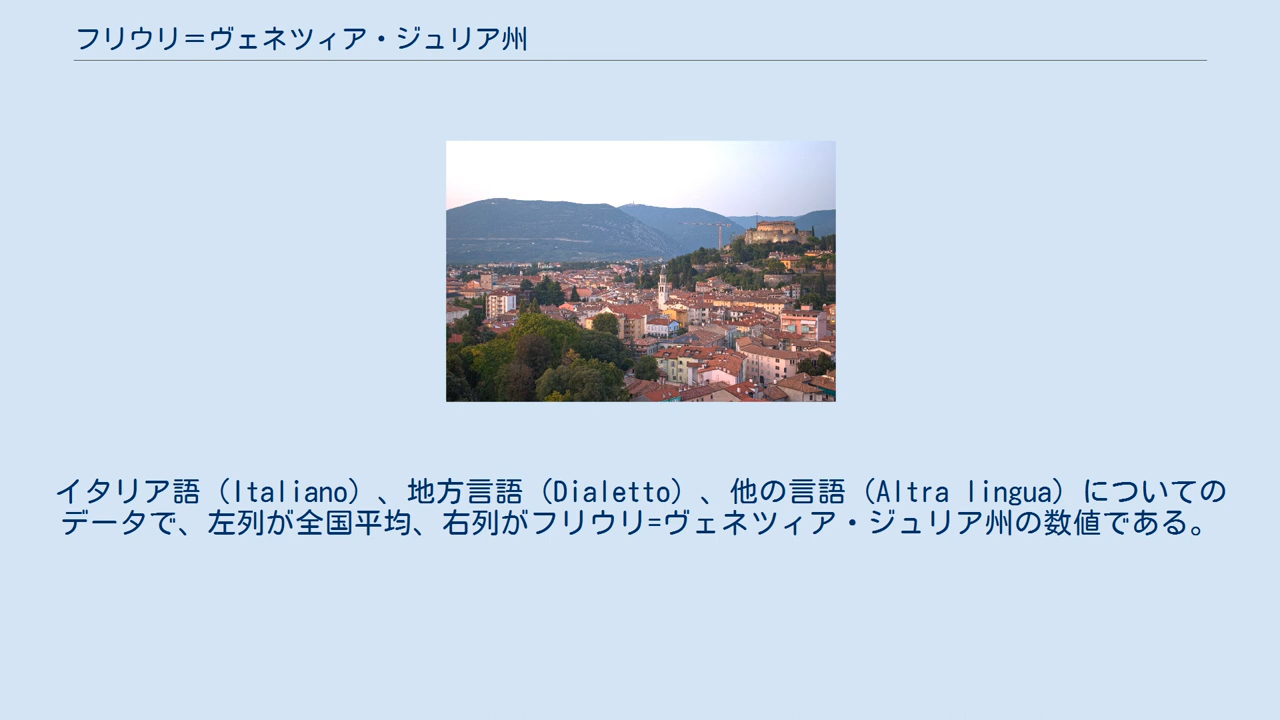 フリウリ＝ヴェネツィア・ジュリア州
イタリア語（Italiano）、地方言語（Dialetto）、他の言語（Altra lingua）についての
データで、左列が全国平均、右列がフリウリ=ヴェネツィア・ジュリア州の数値である。